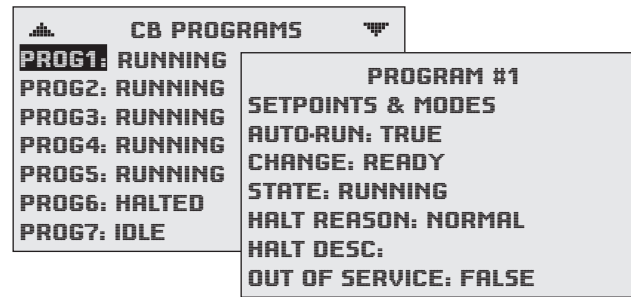 CB PROGRAMS
PROG1: RUNNING
PROG2: RUNNING
PROG3: RUNNING
PROG4: RUNNING
PROG5: RUNNING
PROG6: HALTED
PROG7: IDLE
PROGRAM #1
SETPOINTS & MODES
AUTO-RUN: TRUE
CHANGE: READY
STATE: RUNNING
HALT REASON: NORMAL
HALT DESC:
OUT OF SERVICE: FALSE